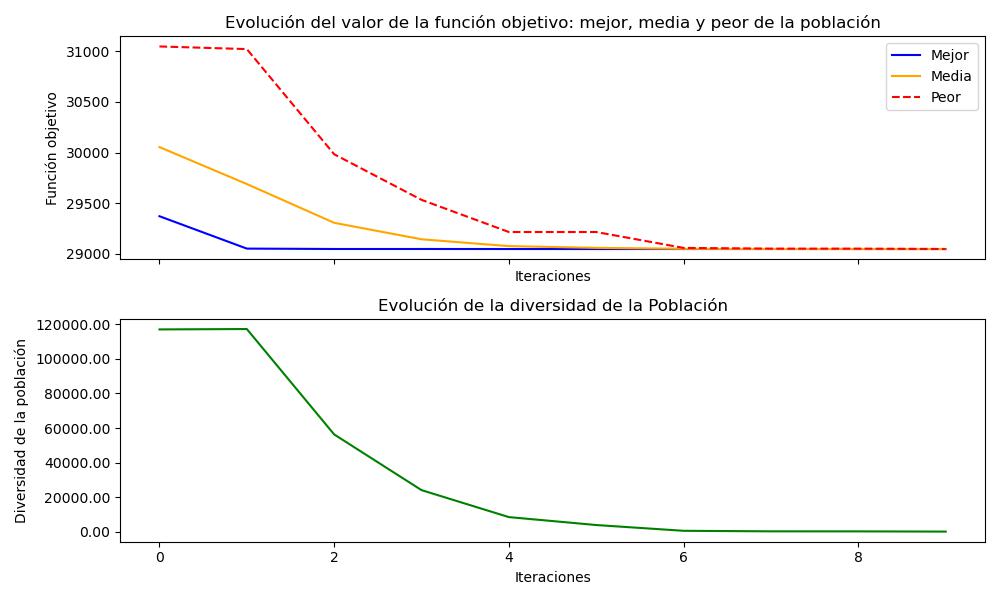 Evolución del valor de la función objetivo: mejor, media y peor de la población
Función objetivo
31000
30500
30000
29500
29000
Mejor
Media
Peor
Iteraciones
Evolución de la diversidad de la Población
Diversidad de la población
120000.00
100000.00
80000.00
60000.00
40000.00
20000.00
0.00
0 2 4 6 8
Iteraciones